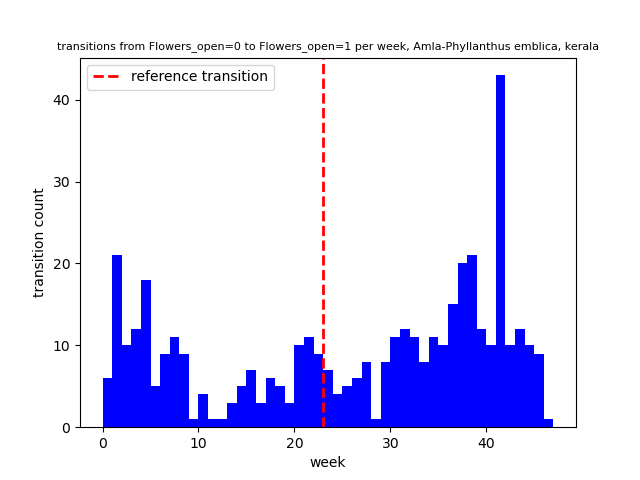 transitions from Flowers_open=0 to Flowers_open=1 per week, Amla-Phyllanthus emblica, kerala
reference transition
40
30
20
10
0
transition count
0 10 20 30 40
week